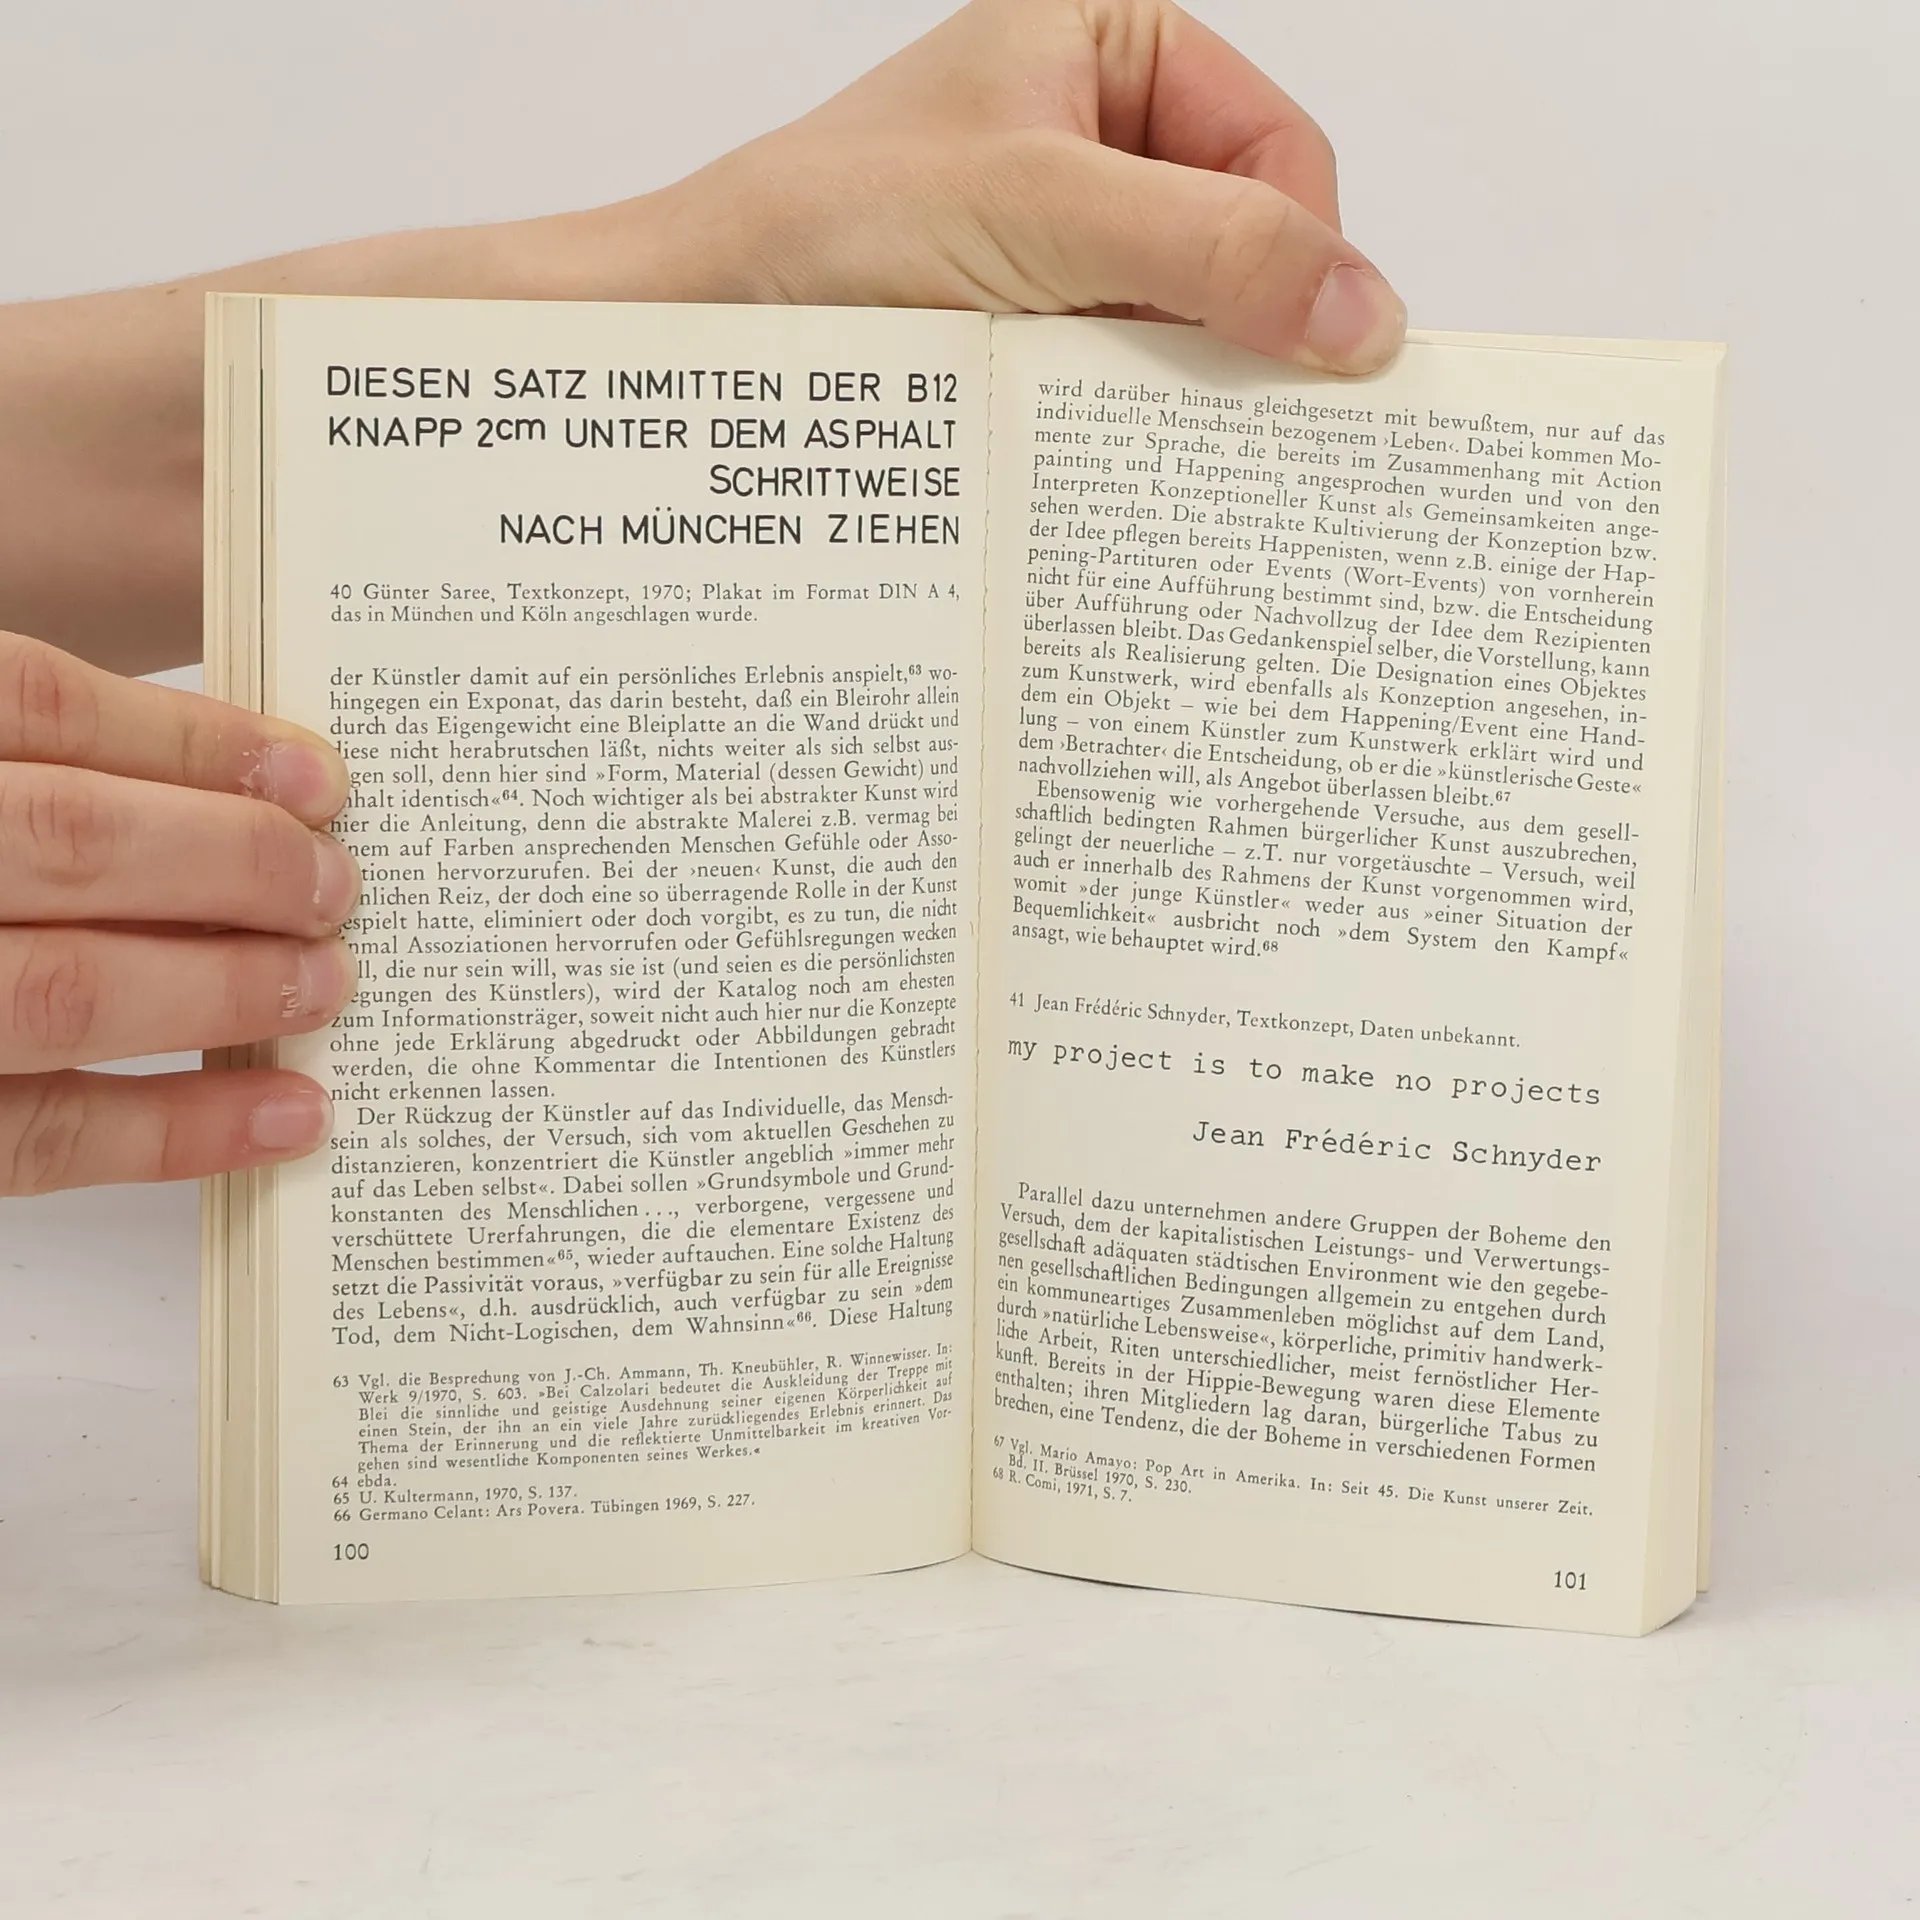 DIESEN SATZ INMITTEN DER B12
KNAPP 2cm UNTER DEM ASPHALT
SCHRITTWEISE
NACH MÜNCHEN ZIEHEN
40 Günter Saree, Textkonzept, 1970; Plakat im Format DIN A 4,
das in München und Köln angeschlagen wurde.
der Künstler damit auf ein persönliches Erlebnis anspielt,⁶³ wo-
hingegen ein Exponat, das darin besteht, daß ein Bleirohr allein
durch das Eigengewicht eine Bleiplatte an die Wand drückt und
diese nicht herabrutschen läßt, nichts weiter als sich selbst aus-
gen soll, denn hier sind »Form, Material (dessen Gewicht) und
nhalt identisch«⁶⁴. Noch wichtiger als bei abstrakter Kunst wird
hier die Anleitung, denn die abstrakte Malerei z.B. vermag bei
inem auf Farben ansprechenden Menschen Gefühle oder Asso-
tionen hervorzurufen. Bei der ›neuen‹ Kunst, die auch den
nlichen Reiz, der doch eine so überragende Rolle in der Kunst
gespielt hatte, eliminiert oder doch vorgibt, es zu tun, die nicht
inmal Assoziationen hervorrufen oder Gefühlsregungen wecken
ll, die nur sein will, was sie ist (und seien es die persönlichsten
egungen des Künstlers), wird der Katalog noch am ehesten
zum Informationsträger, soweit nicht auch hier nur die Konzepte
ohne jede Erklärung abgedruckt oder Abbildungen gebracht
werden, die ohne Kommentar die Intentionen des Künstlers
nicht erkennen lassen.
Der Rückzug der Künstler auf das Individuelle, das Mensch-
sein als solches, der Versuch, sich vom aktuellen Geschehen zu
distanzieren, konzentriert die Künstler angeblich »immer mehr
auf das Leben selbst«. Dabei sollen »Grundsymbole und Grund-
konstanten des Menschlichen . . ., verborgene, vergessene und
verschüttete Urerfahrungen, die die elementare Existenz des
Menschen bestimmen«⁶⁵, wieder auftauchen. Eine solche Haltung
setzt die Passivität voraus, »verfügbar zu sein für alle Ereignisse
des Lebens«, d.h. ausdrücklich, auch verfügbar zu sein »dem
Tod, dem Nicht-Logischen, dem Wahnsinn«⁶⁶. Diese Haltung
63 Vgl. die Besprechung von J.-Ch. Ammann, Th. Kneubühler, R. Winnewisser. In:
Werk 9/1970, S. 603. »Bei Calzolari bedeutet die Auskleidung der Treppe mit
Blei die sinnliche und geistige Ausdehnung seiner eigenen Körperlichkeit auf
einen Stein, der ihn an ein viele Jahre zurückliegendes Erlebnis erinnert. Das
Thema der Erinnerung und die reflektierte Unmittelbarkeit im kreativen Vor-
gehen sind wesentliche Komponenten seines Werkes.«
64 ebda.
65 U. Kultermann, 1970, S. 137.
66 Germano Celant: Ars Povera. Tübingen 1969, S. 227.
100
wird darüber hinaus gleichgesetzt mit bewußtem, nur auf das
individuelle Menschsein bezogenem ›Leben‹. Dabei kommen Mo-
mente zur Sprache, die bereits im Zusammenhang mit Action
painting und Happening angesprochen wurden und von den
Interpreten Konzeptioneller Kunst als Gemeinsamkeiten ange-
sehen werden. Die abstrakte Kultivierung der Konzeption bzw.
der Idee pflegen bereits Happenisten, wenn z.B. einige der Hap-
pening-Partituren oder Events (Wort-Events) von vornherein
nicht für eine Aufführung bestimmt sind, bzw. die Entscheidung
über Aufführung oder Nachvollzug der Idee dem Rezipienten
überlassen bleibt. Das Gedankenspiel selber, die Vorstellung, kann
bereits als Realisierung gelten. Die Designation eines Objektes
zum Kunstwerk, wird ebenfalls als Konzeption angesehen, in-
dem ein Objekt – wie bei dem Happening/Event eine Hand-
lung – von einem Künstler zum Kunstwerk erklärt wird und
dem ›Betrachter‹ die Entscheidung, ob er die »künstlerische Geste«
nachvollziehen will, als Angebot überlassen bleibt.⁶⁷
Ebensowenig wie vorhergehende Versuche, aus dem gesell-
schaftlich bedingten Rahmen bürgerlicher Kunst auszubrechen,
gelingt der neuerliche – z.T. nur vorgetäuschte – Versuch, weil
auch er innerhalb des Rahmens der Kunst vorgenommen wird,
womit »der junge Künstler« weder aus »einer Situation der
Bequemlichkeit« ausbricht noch »dem System den Kampf«
ansagt, wie behauptet wird.⁶⁸
41 Jean Frédéric Schnyder, Textkonzept, Daten unbekannt.
my project is to make no projects
Jean Frédéric Schnyder
Parallel dazu unternehmen andere Gruppen der Boheme den
Versuch, dem der kapitalistischen Leistungs- und Verwertungs-
gesellschaft adäquaten städtischen Environment wie den gegebe-
nen gesellschaftlichen Bedingungen allgemein zu entgehen durch
ein kommuneartiges Zusammenleben möglichst auf dem Land,
durch »natürliche Lebensweise«, körperliche, primitiv handwerk-
liche Arbeit, Riten unterschiedlicher, meist fernöstlicher Her-
kunft. Bereits in der Hippie-Bewegung waren diese Elemente
enthalten; ihren Mitgliedern lag daran, bürgerliche Tabus zu
brechen, eine Tendenz, die der Boheme in verschiedenen Formen
67 Vgl. Mario Amayo: Pop Art in Amerika. In: Seit 45. Die Kunst unserer Zeit.
Bd. II. Brüssel 1970, S. 230.
68 R. Comi, 1971, S. 7.
101